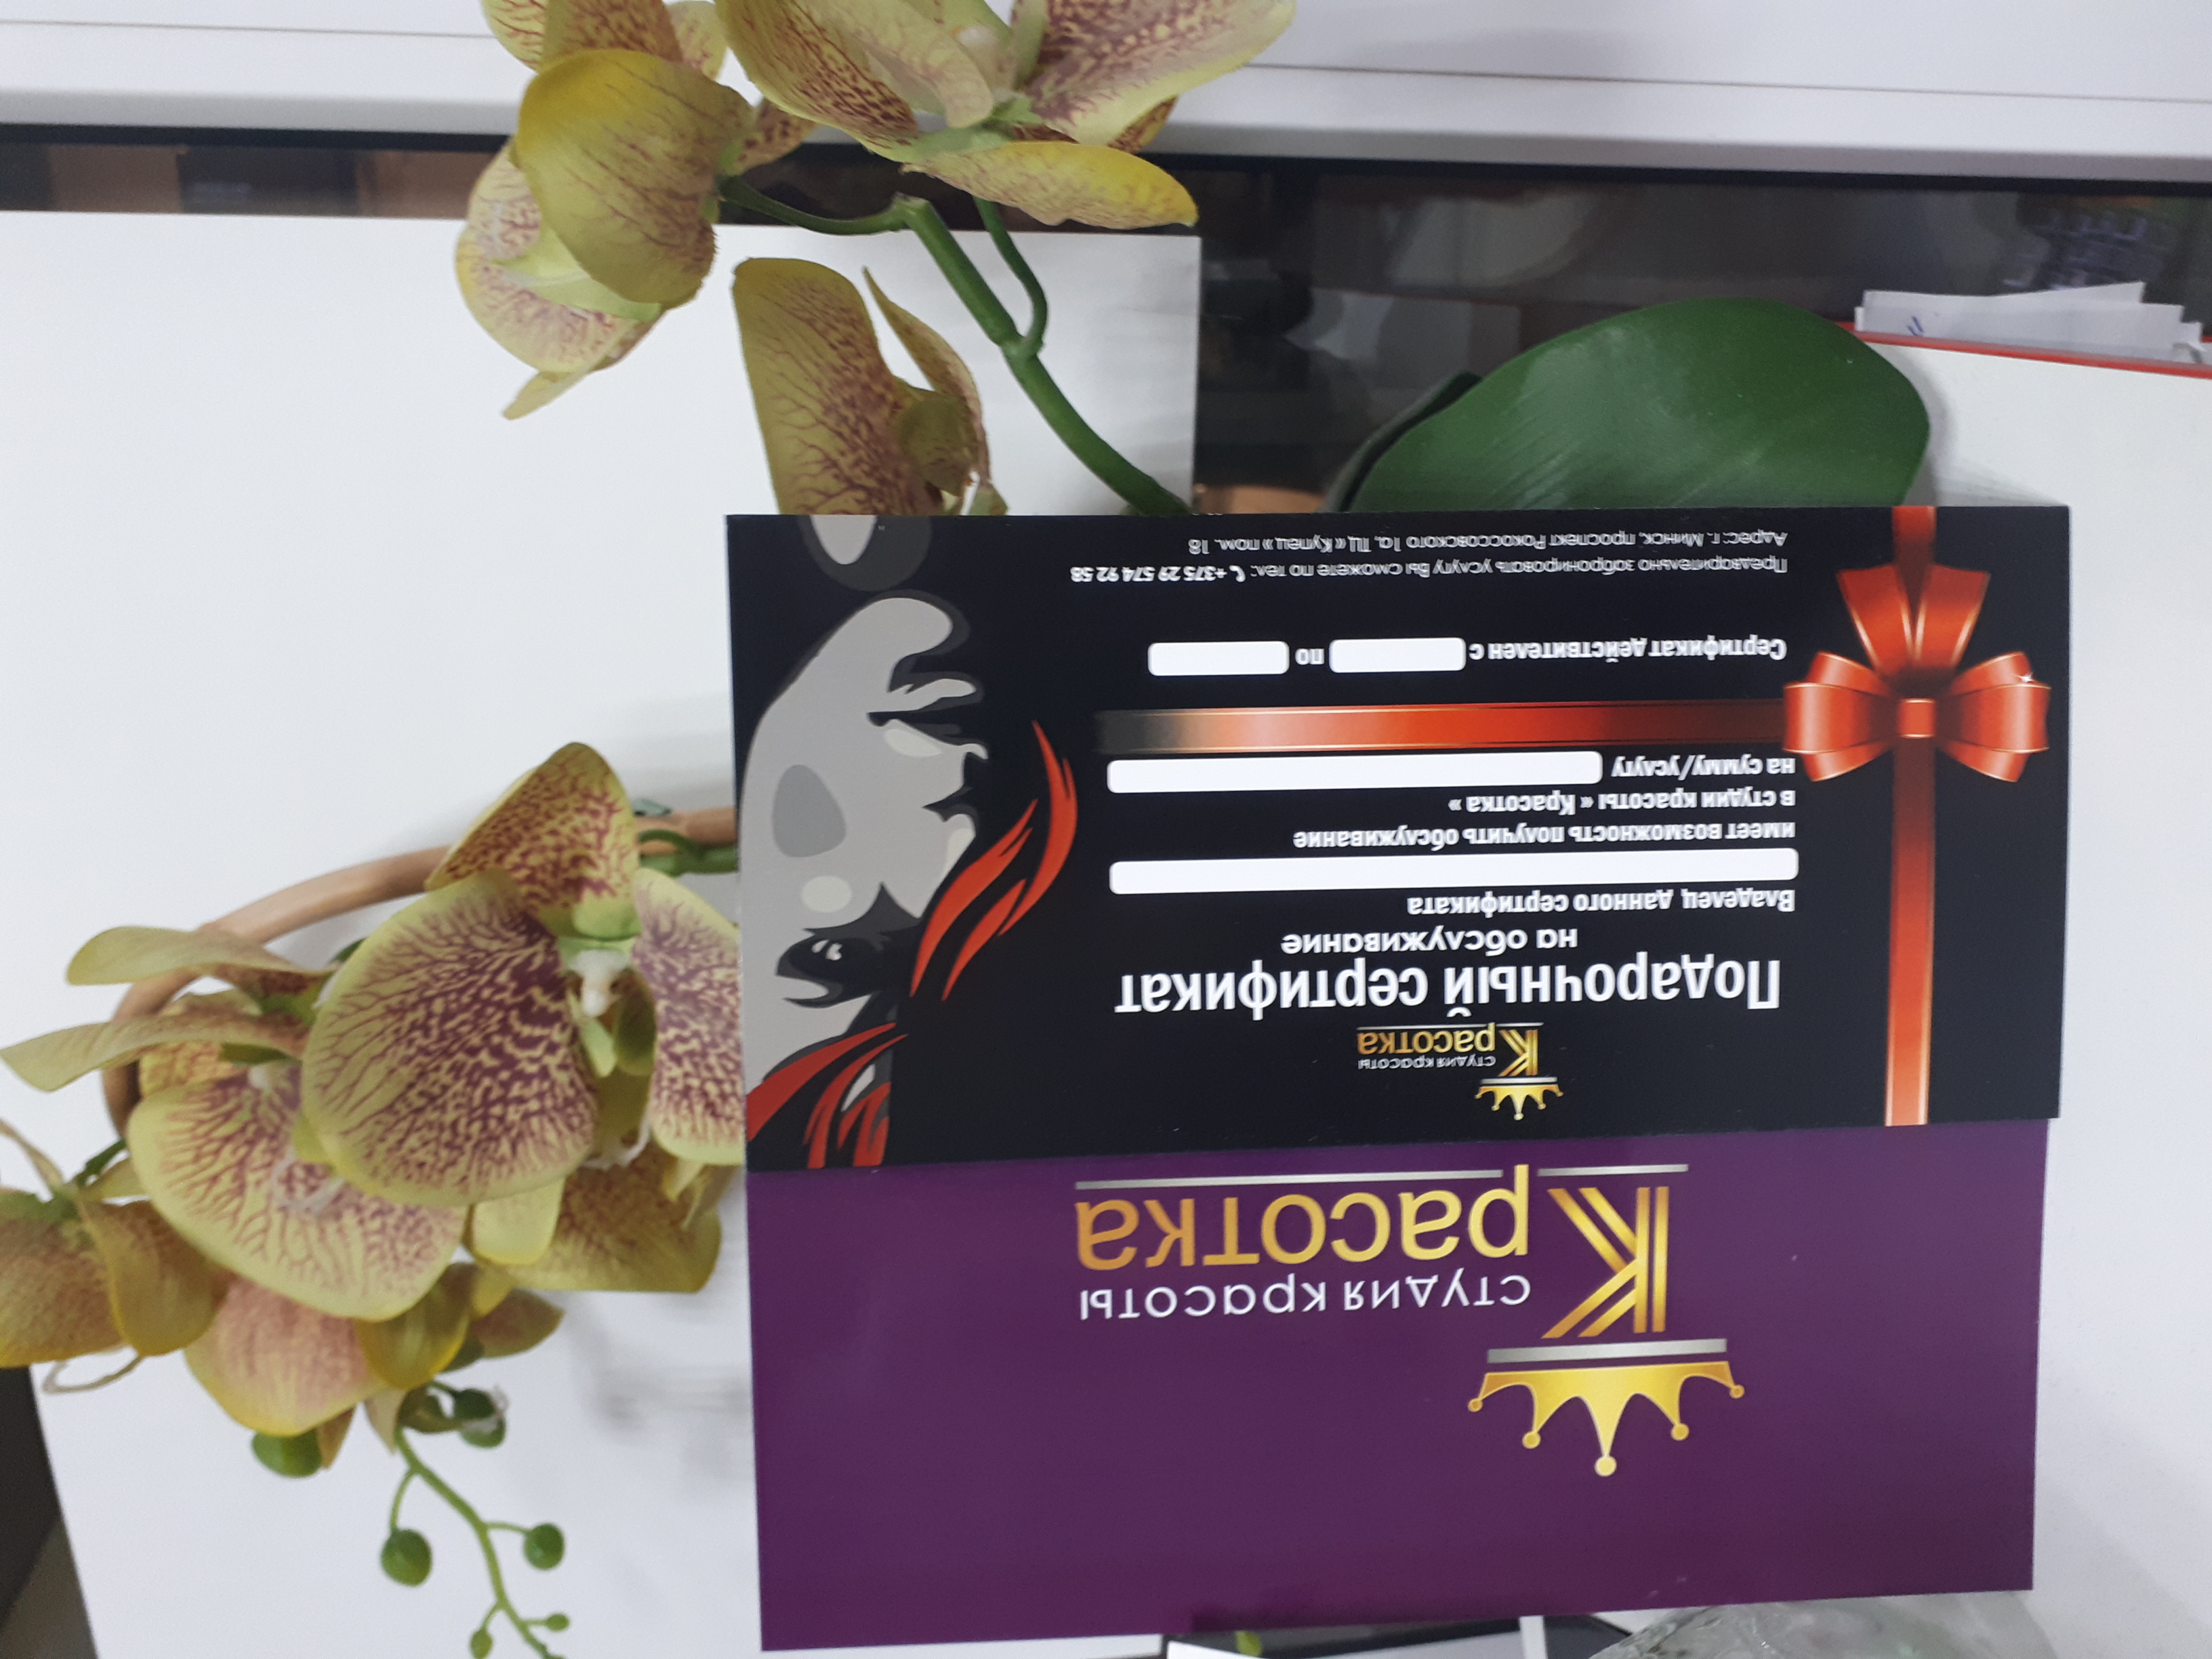 студия красоты
Красотка
студия красоты
Красотка
Подарочный сертификат
на обслуживание
Владелец данного сертификата
имеет возможность получить обслуживание
в студии красоты « Красотка »
на сумму/услугу
Сертификат действителен с по
Предворительно забронировать услугу Вы сможете по тел.: +375 29 574 92 58
Адрес: г. Минск, проспект Рокоссовского 1а, ТЦ « Купец » пом. 18